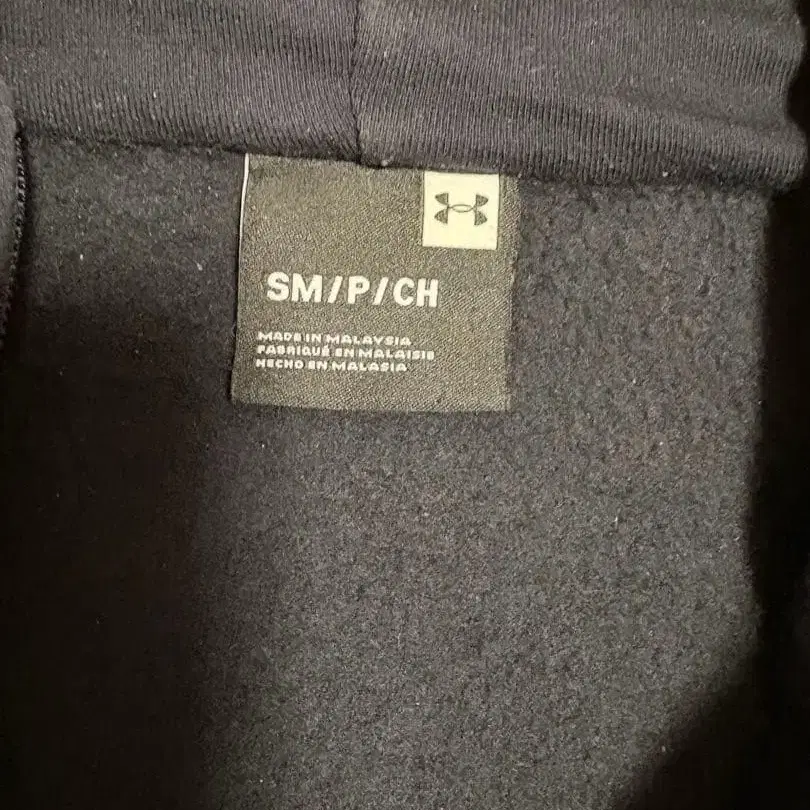 SM/P/CH
MADE IN MALAYSIA
FABRIQUÉ EN MALAISIE
HECHO EN MALASIA